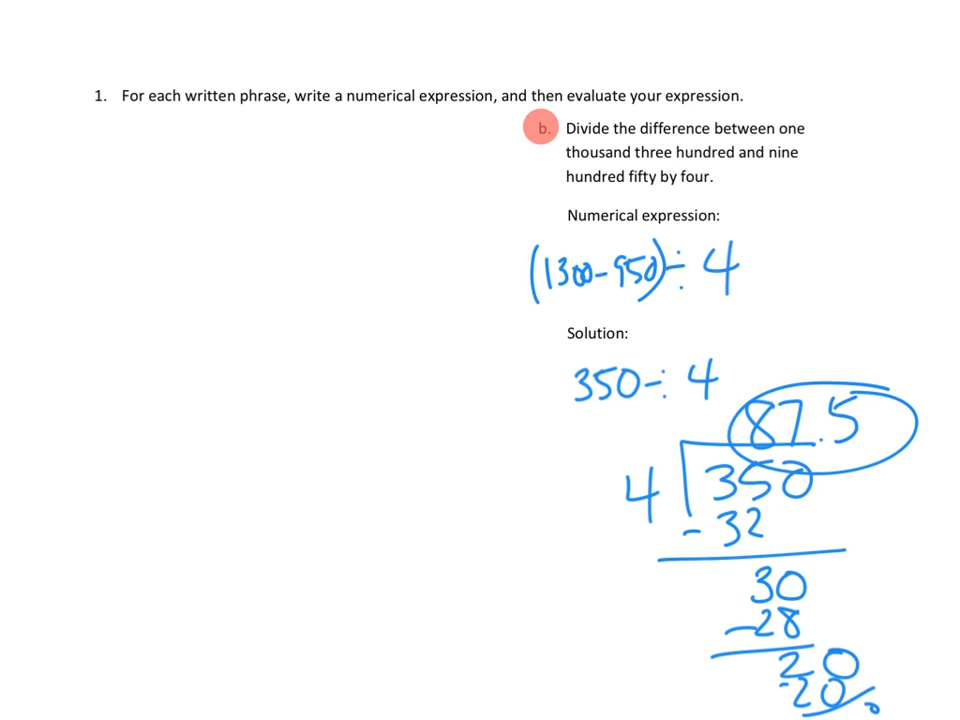 1. For each written phrase, write a numerical expression, and then evaluate your expression.
b. Divide the difference between one
thousand three hundred and nine
hundred fifty by four.
Numerical expression:
(1300-950)÷4
Solution:
350÷4
87.5
4 350
-32
30
-28
20
-20
0